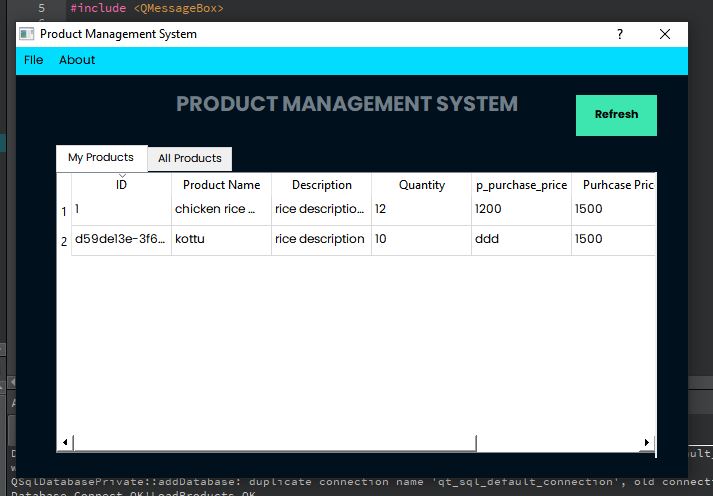 5 #include <QMessageBox>
Product Management System ?
File About
PRODUCT MANAGEMENT SYSTEM
Refresh
My Products All Products
ID Product Name Description Quantity p_purchase_price Purhcase Pric
1 1 chicken rice ... rice descriptio... 12 1200 1500
2 d59de13e-3f6... kottu rice description 10 ddd 1500
QSqlDatabasePrivate::addDatabase: duplicate connection name 'qt_sql_default_connection', old connecti
Database Connect OK!LoadProducts OK